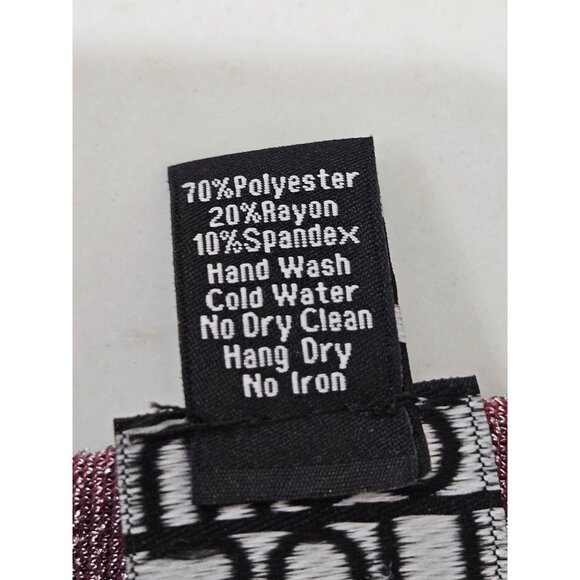 70%Polyester
20%Rayon
10%Spandex
Hand Wash
Cold Water
No Dry Clean
Hang Dry
No Iron